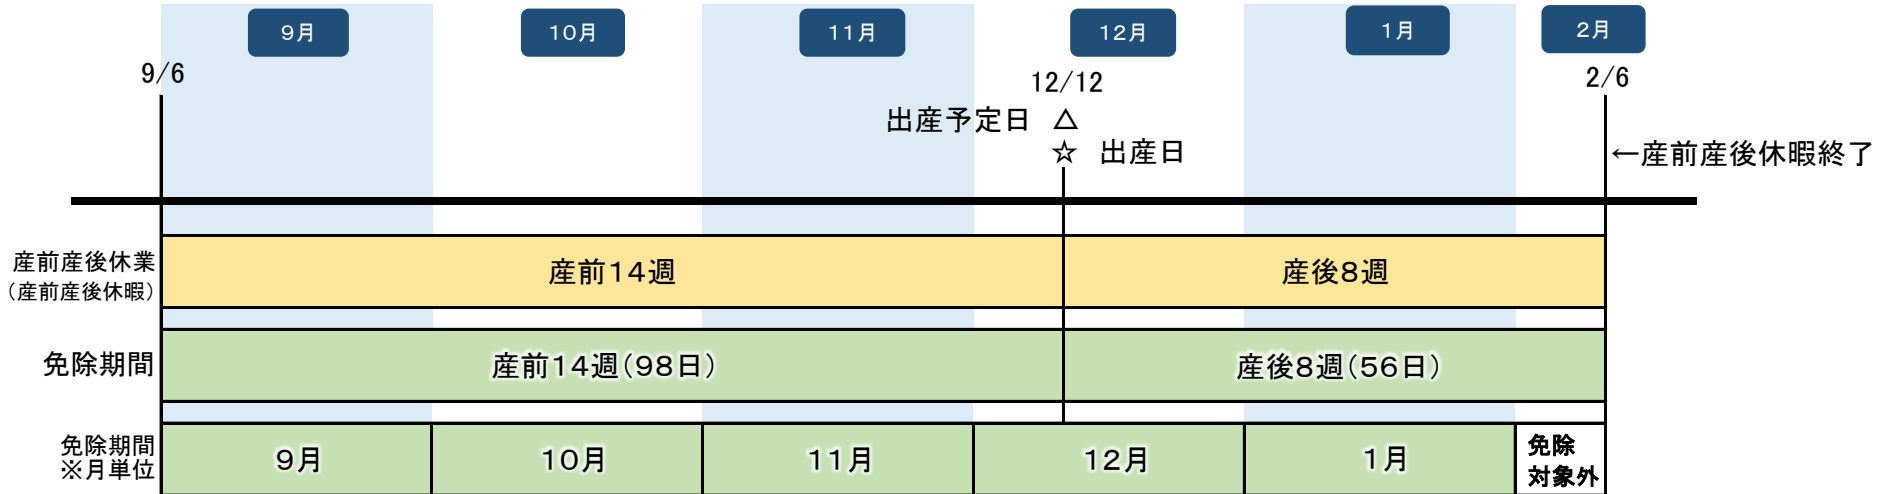 9月
10月
11月
12月
1月
2月
9/6
12/12
2/6
出産予定日 △
☆ 出産日
←産前産後休暇終了
産前産後休業
（産前産後休暇）
産前14週
産後8週
免除期間
産前14週（98日）
産後8週（56日）
免除期間
※月単位
9月
10月
11月
12月
1月
免除
対象外